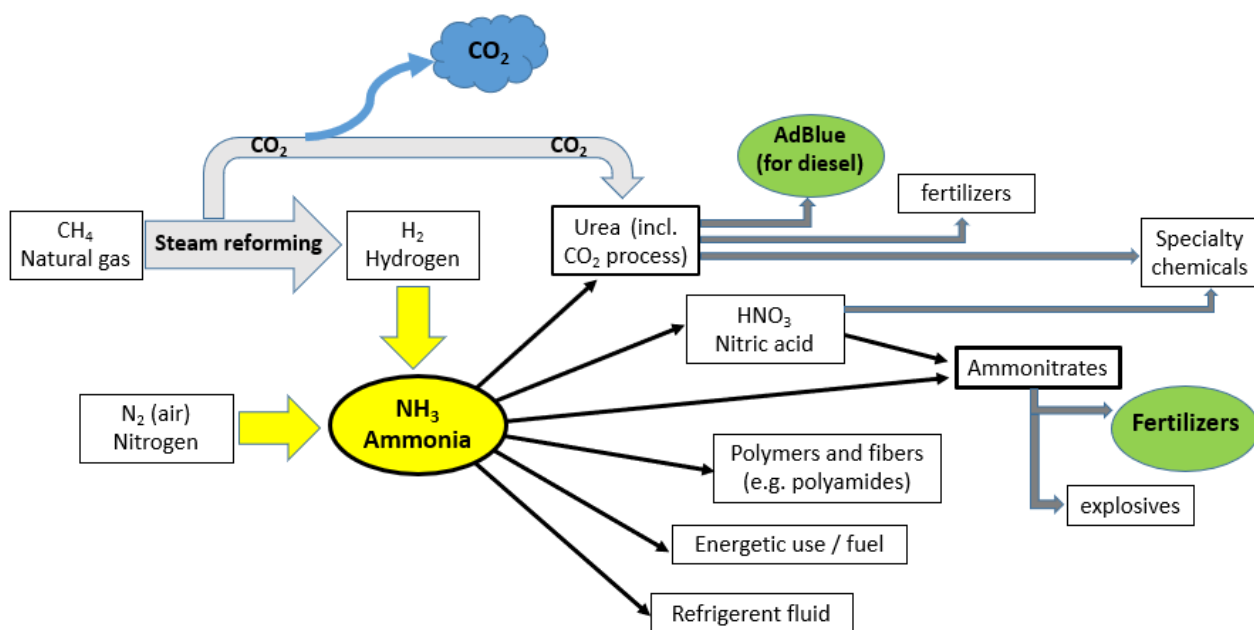 CO₂
CO₂
CO₂
AdBlue
(for diesel)
fertilizers
CH₄
Natural gas
Steam reforming
H₂
Hydrogen
Urea (incl.
CO₂ process)
Specialty
chemicals
HNO₃
Nitric acid
Ammonitrates
N₂ (air)
Nitrogen
NH₃
Ammonia
Fertilizers
Polymers and fibers
(e.g. polyamides)
explosives
Energetic use / fuel
Refrigerent fluid